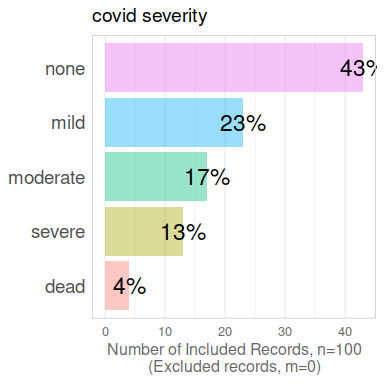 covid severity
none 43%
mild 23%
moderate 17%
severe 13%
dead 4%
0 10 20 30 40
Number of Included Records, n=100
(Excluded records, m=0)